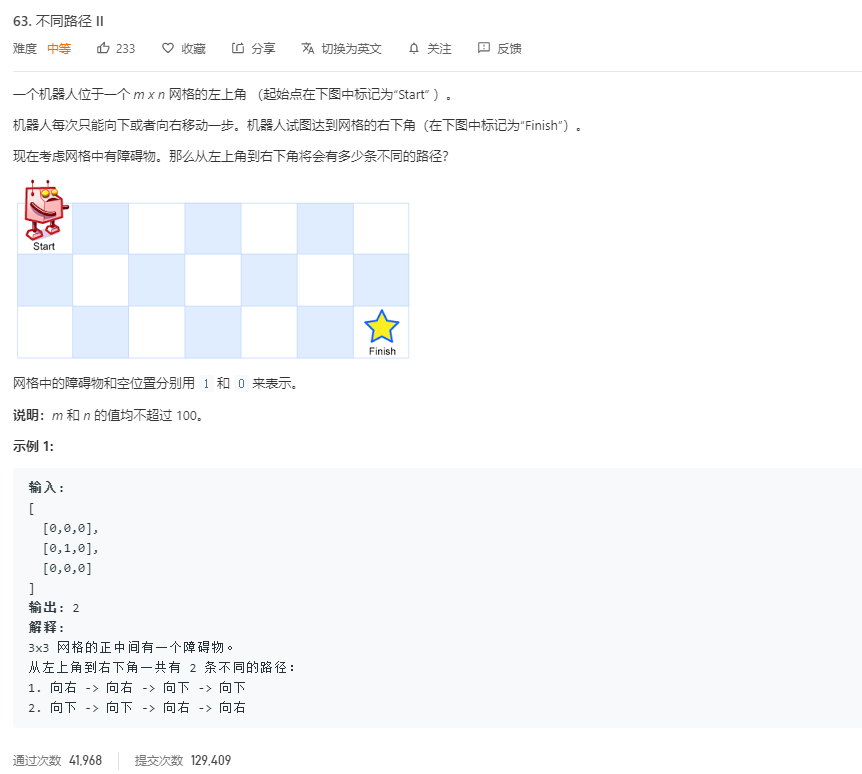 63. 不同路径 II
难度 中等 233 收藏 分享 切换为英文 关注 反馈
一个机器人位于一个 m x n 网格的左上角 （起始点在下图中标记为“Start” ）。
机器人每次只能向下或者向右移动一步。机器人试图达到网格的右下角（在下图中标记为“Finish”）。
现在考虑网格中有障碍物。那么从左上角到右下角将会有多少条不同的路径？
Start
Finish
网格中的障碍物和空位置分别用 1 和 0 来表示。
说明：m 和 n 的值均不超过 100。
示例 1:
输入:
[
  [0,0,0],
  [0,1,0],
  [0,0,0]
]
输出: 2
解释:
3x3 网格的正中间有一个障碍物。
从左上角到右下角一共有 2 条不同的路径:
1. 向右 -> 向右 -> 向下 -> 向下
2. 向下 -> 向下 -> 向右 -> 向右
通过次数 41,968 提交次数 129,409